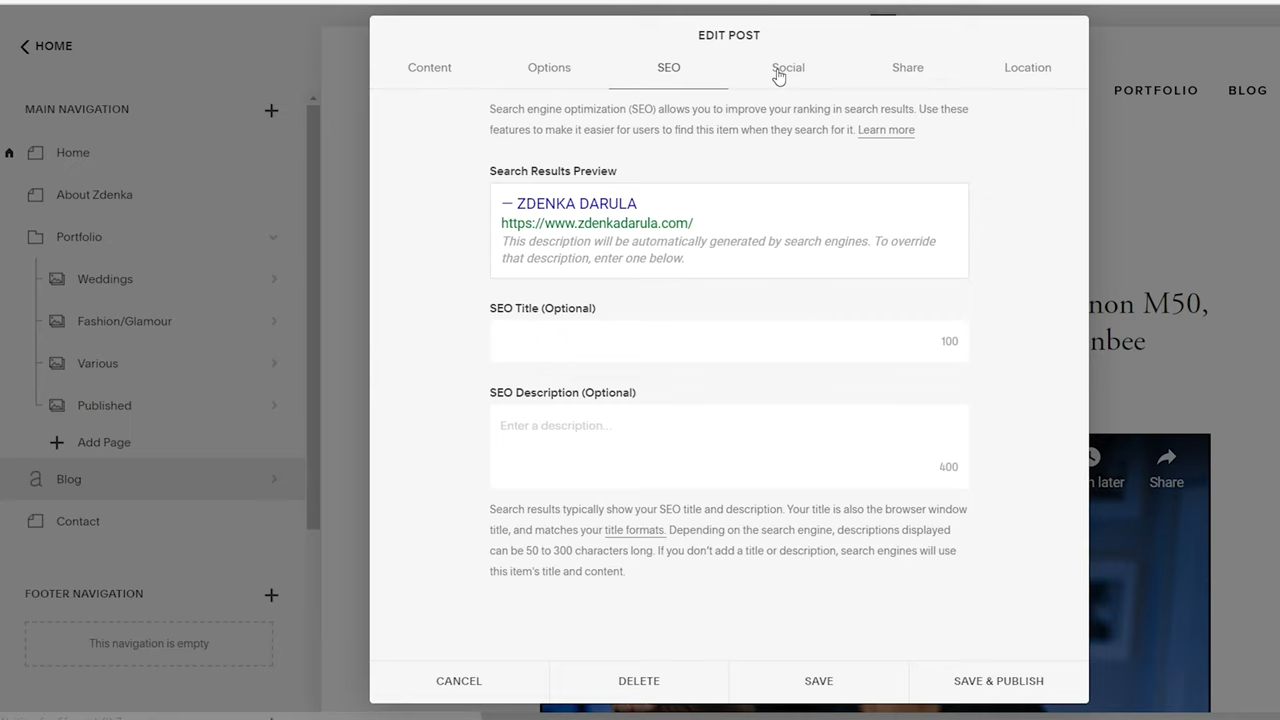 HOME
MAIN NAVIGATION
Home
About Zdenka
Portfolio
Weddings
Fashion/Glamour
Various
Published
Add Page
Blog
Contact
FOOTER NAVIGATION
This navigation is empty
EDIT POST
Content Options SEO Social Share Location
Search engine optimization (SEO) allows you to improve your ranking in search results. Use these
features to make it easier for users to find this item when they search for it. Learn more
Search Results Preview
— ZDENKA DARULA
https://www.zdenkadarula.com/
This description will be automatically generated by search engines. To override
that description, enter one below.
SEO Title (Optional)
100
SEO Description (Optional)
Enter a description...
400
Search results typically show your SEO title and description. Your title is also the browser window
title, and matches your title formats. Depending on the search engine, descriptions displayed
can be 50 to 300 characters long. If you don't add a title or description, search engines will use
this item's title and content.
CANCEL DELETE SAVE SAVE & PUBLISH
PORTFOLIO BLOG
non M50,
nbee
later Share